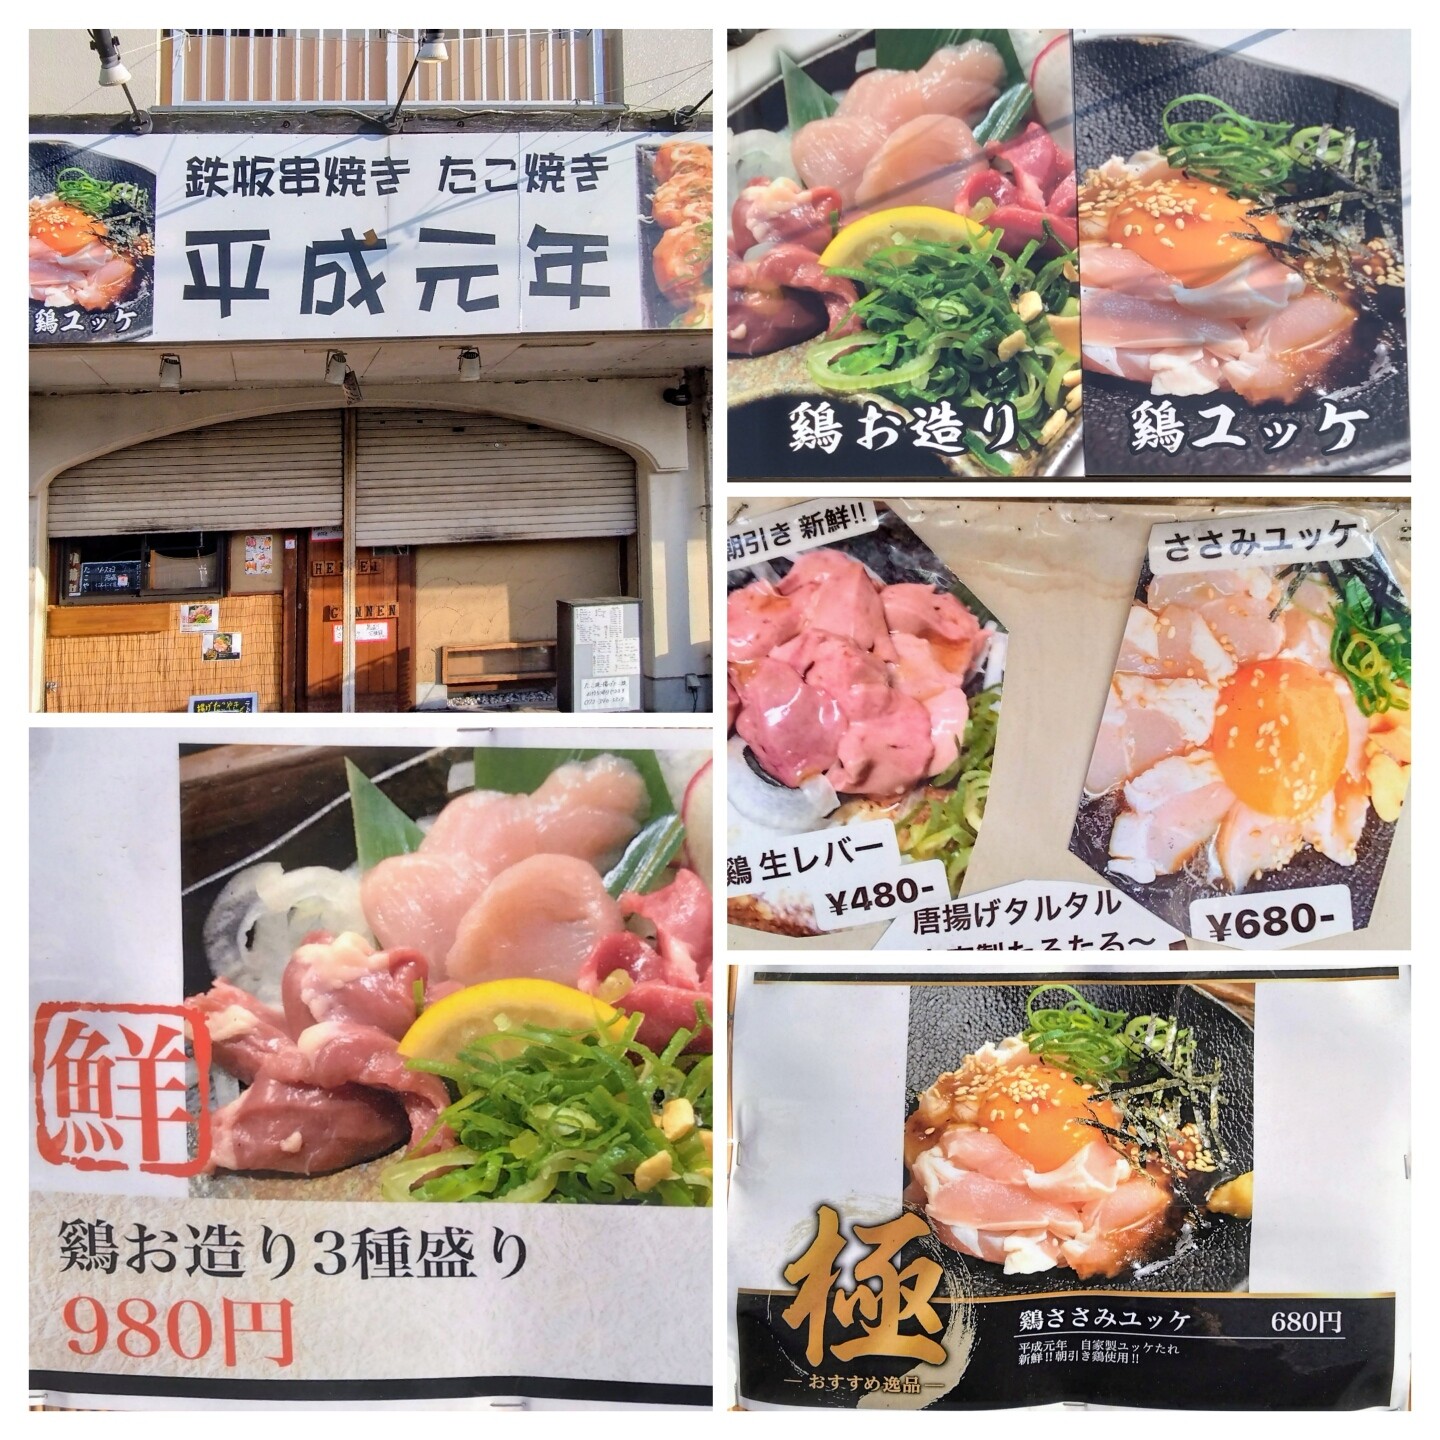 鉄板串焼き たこ焼き
平成元年
鶏ユッケ
HEISEI
GANNEN
鶏お造り
鶏ユッケ
朝引き 新鮮!!
ささみユッケ
鶏 生レバー
¥480-
唐揚げタルタル
¥680-
鮮
鶏お造り3種盛り
980円
極
おすすめ逸品
鶏ささみユッケ 680円
平成元年 自家製ユッケたれ
新鮮!!朝引き鶏使用!!